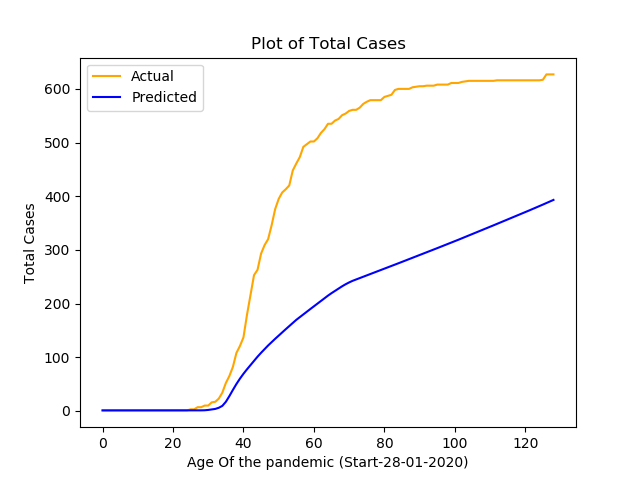 Plot of Total Cases
Actual
Predicted
Total Cases
600
500
400
300
200
100
0
0 20 40 60 80 100 120
Age Of the pandemic (Start-28-01-2020)